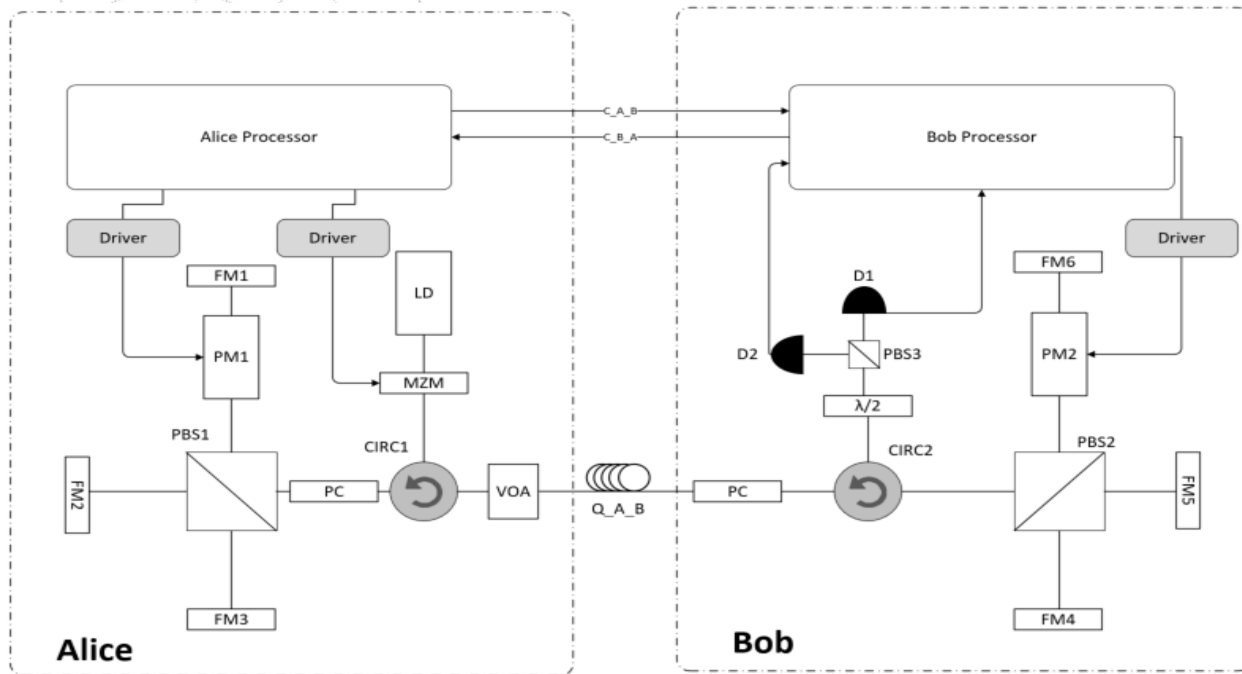 C_A_B
Alice Processor
C_B_A
Bob Processor
Driver
Driver
Driver
FM1
LD
D1
FM6
PM1
D2
PBS3
PM2
MZM
λ/2
PBS1
CIRC1
CIRC2
PBS2
FM2
PC
VOA
Q_A_B
PC
FM5
FM3
FM4
Alice
Bob